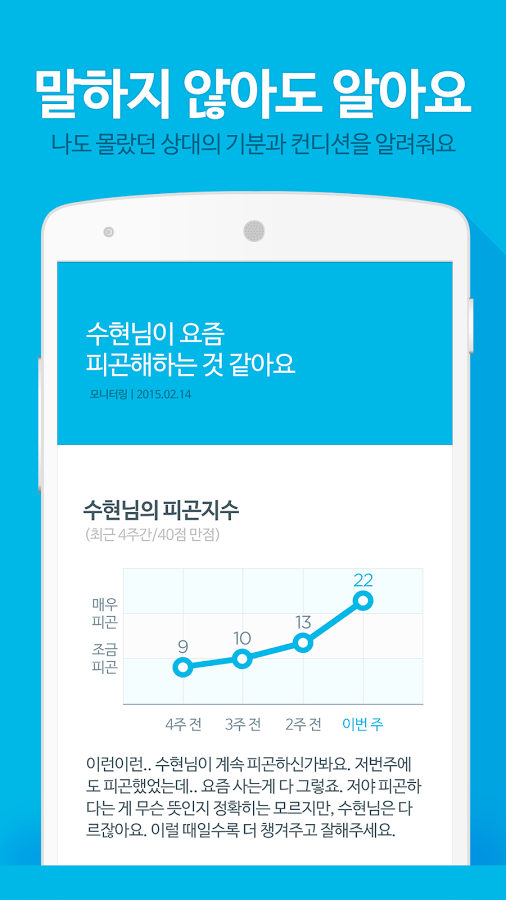 말하지 않아도 알아요
나도 몰랐던 상대의 기분과 컨디션을 알려줘요
수현님이 요즘
피곤해하는 것 같아요
모니터링 | 2015.02.14
수현님의 피곤지수
(최근 4주간/40점 만점)
매우
피곤
조금
피곤
9
10
13
22
4주 전
3주 전
2주 전
이번 주
이런이런.. 수현님이 계속 피곤하신가봐요. 저번주에
도 피곤했었는데.. 요즘 사는게 다 그렇죠. 저야 피곤하
다는 게 무슨 뜻인지 정확히는 모르지만, 수현님은 다
르잖아요. 이럴 때일수록 더 챙겨주고 잘해주세요.